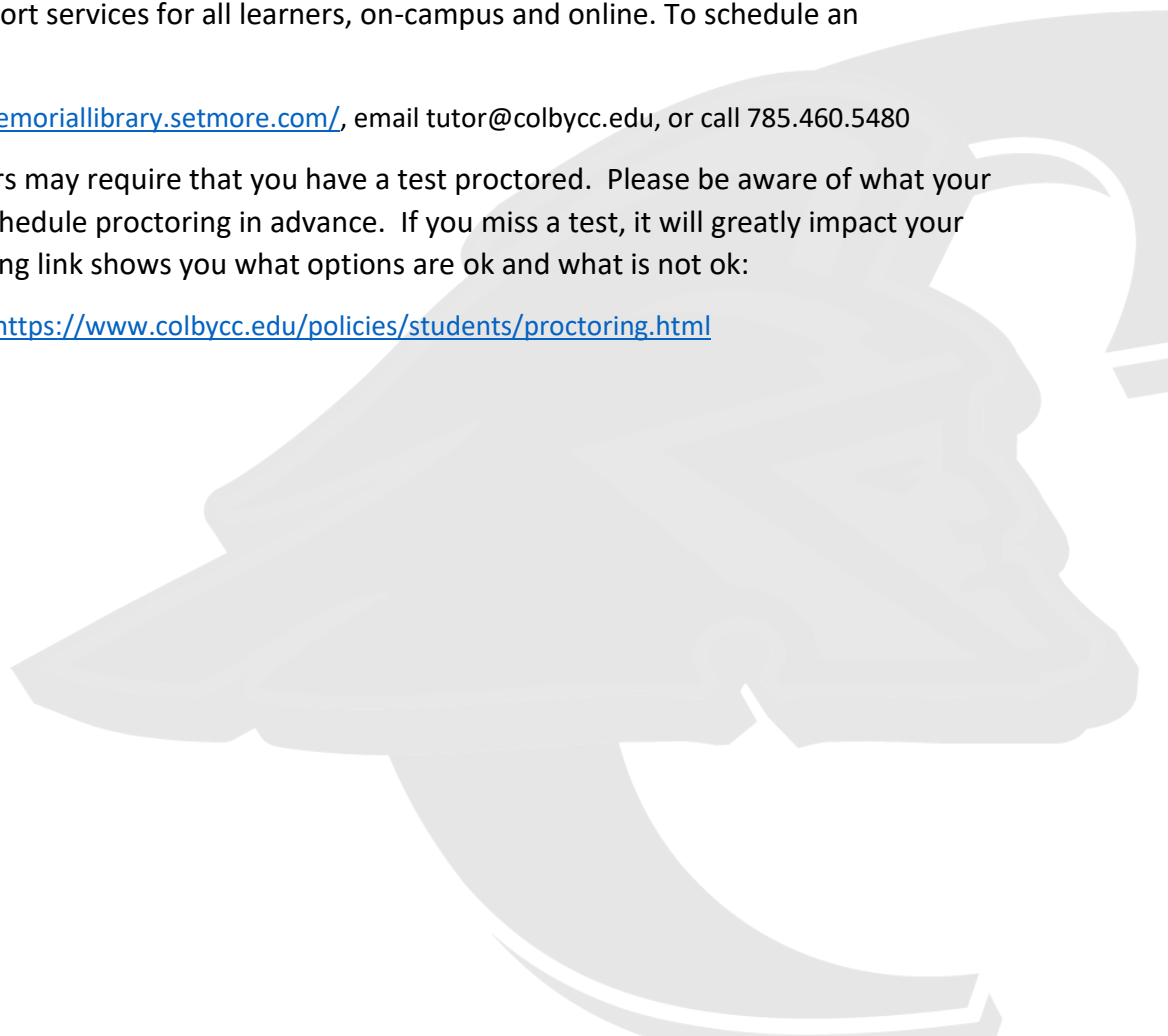 ort services for all learners, on-campus and online. To schedule an
emoriallibrary.setmore.com/, email tutor@colbycc.edu, or call 785.460.5480
rs may require that you have a test proctored.  Please be aware of what your
hedule proctoring in advance.  If you miss a test, it will greatly impact your
ng link shows you what options are ok and what is not ok:
https://www.colbycc.edu/policies/students/proctoring.html